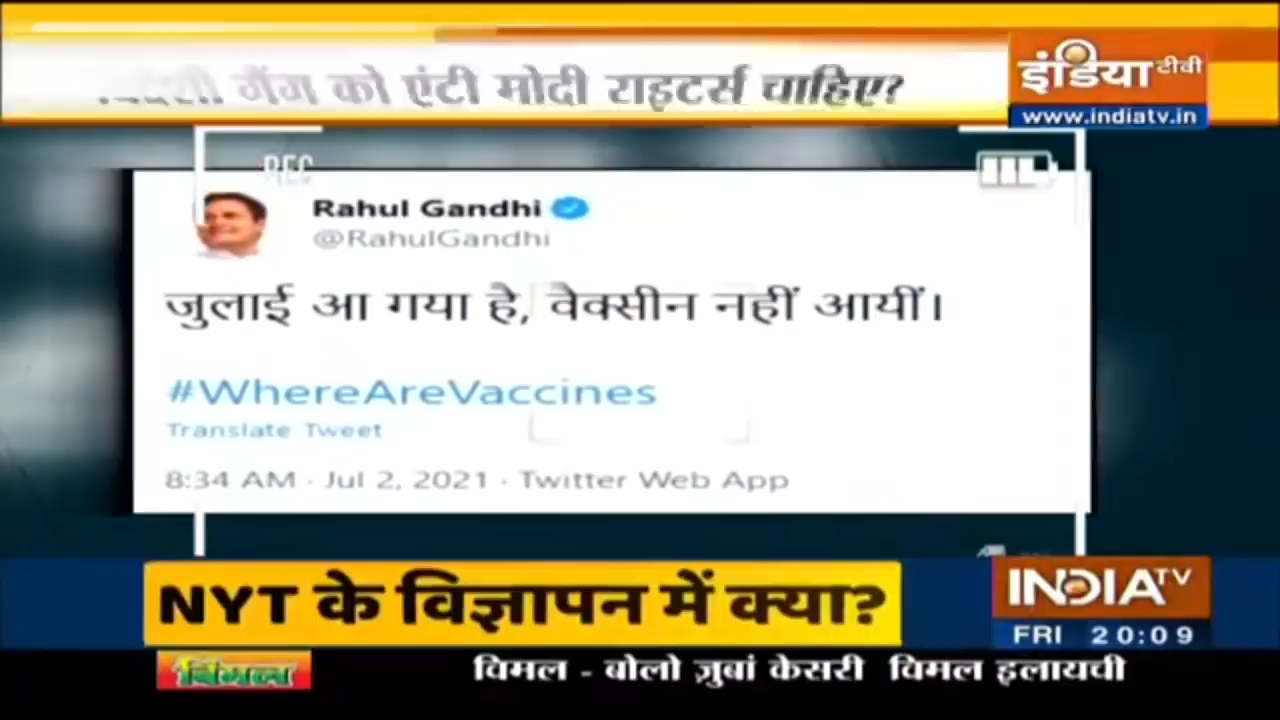 गैंग को एंटी मोदी राइटर्स चाहिए?
इंडिया टीवी
www.indiatv.in
REC
Rahul Gandhi
@RahulGandhi
जुलाई आ गया है, वेक्सीन नहीं आयीं।
#WhereAreVaccines
Translate Tweet
8:34 AM · Jul 2, 2021 · Twitter Web App
NYT के विज्ञापन में क्या?
INDIA TV
FRI 20:09
विमल
विमल - बोलो ज़ुबां केसरी विमल इलायची